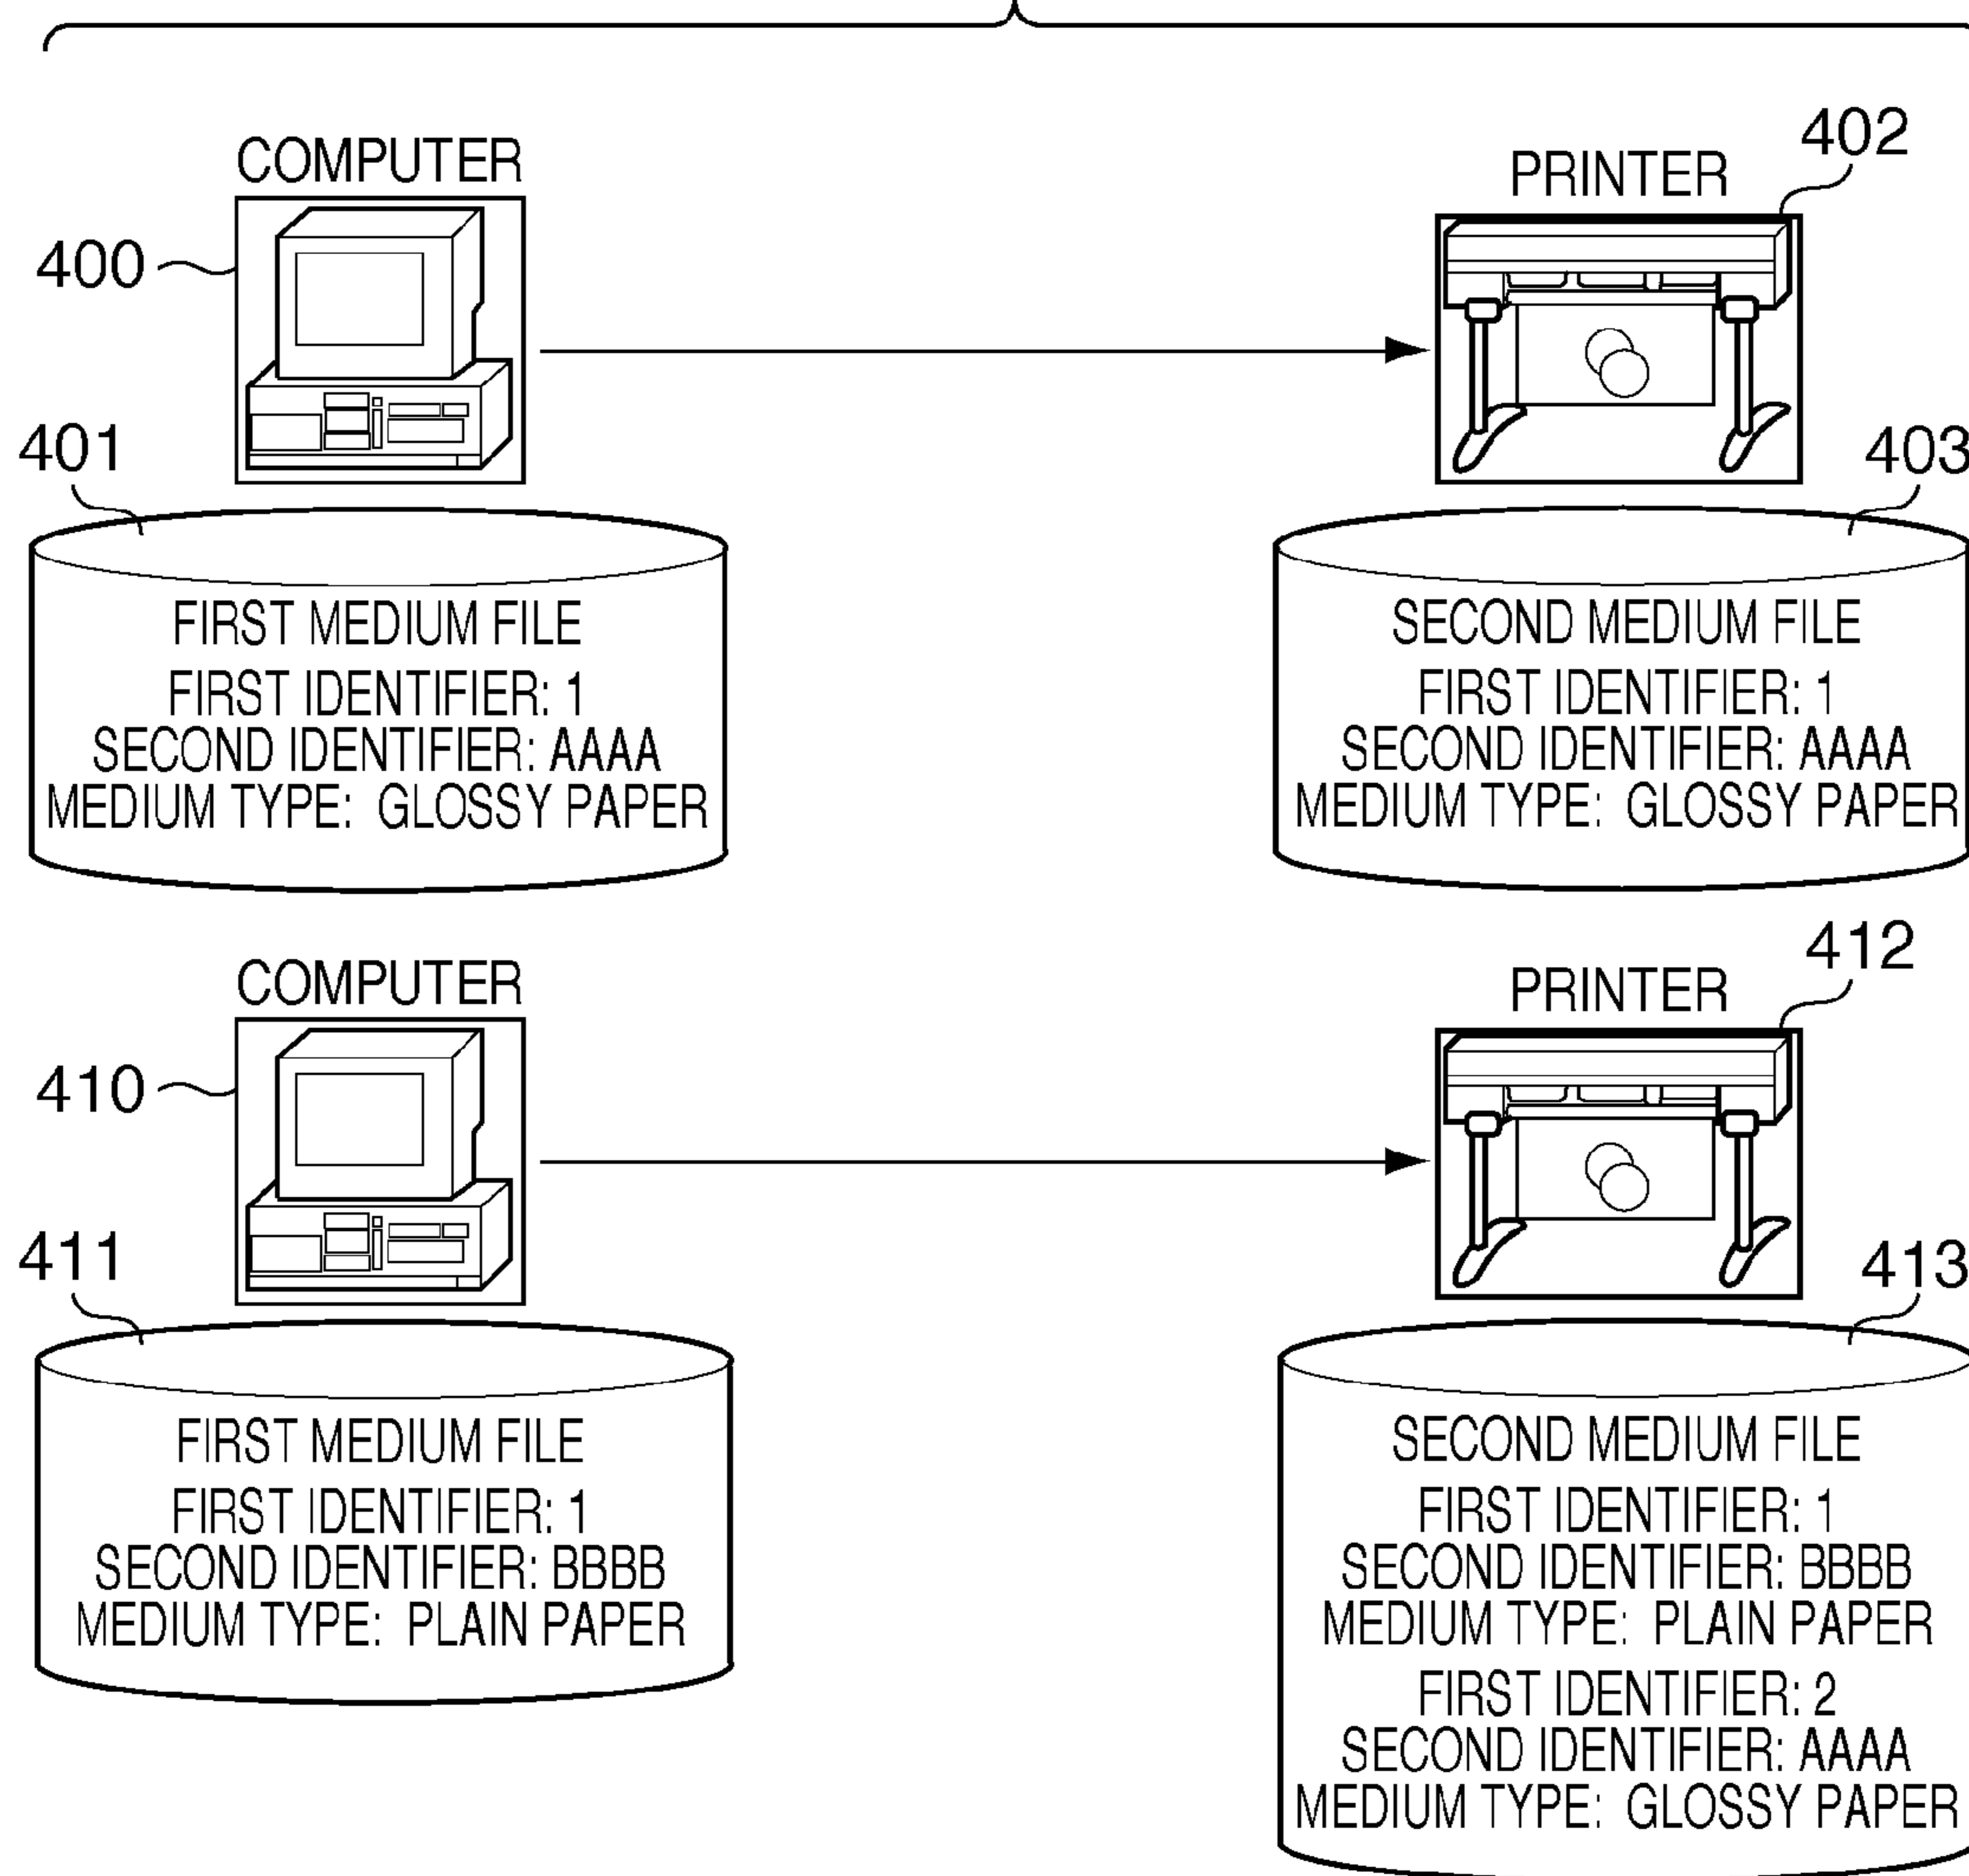 COMPUTER
400
PRINTER
402
401
FIRST MEDIUM FILE
FIRST IDENTIFIER: 1
SECOND IDENTIFIER: AAAA
MEDIUM TYPE: GLOSSY PAPER
403
SECOND MEDIUM FILE
FIRST IDENTIFIER: 1
SECOND IDENTIFIER: AAAA
MEDIUM TYPE: GLOSSY PAPER
COMPUTER
410
PRINTER
412
411
FIRST MEDIUM FILE
FIRST IDENTIFIER: 1
SECOND IDENTIFIER: BBBB
MEDIUM TYPE: PLAIN PAPER
413
SECOND MEDIUM FILE
FIRST IDENTIFIER: 1
SECOND IDENTIFIER: BBBB
MEDIUM TYPE: PLAIN PAPER
FIRST IDENTIFIER: 2
SECOND IDENTIFIER: AAAA
MEDIUM TYPE: GLOSSY PAPER